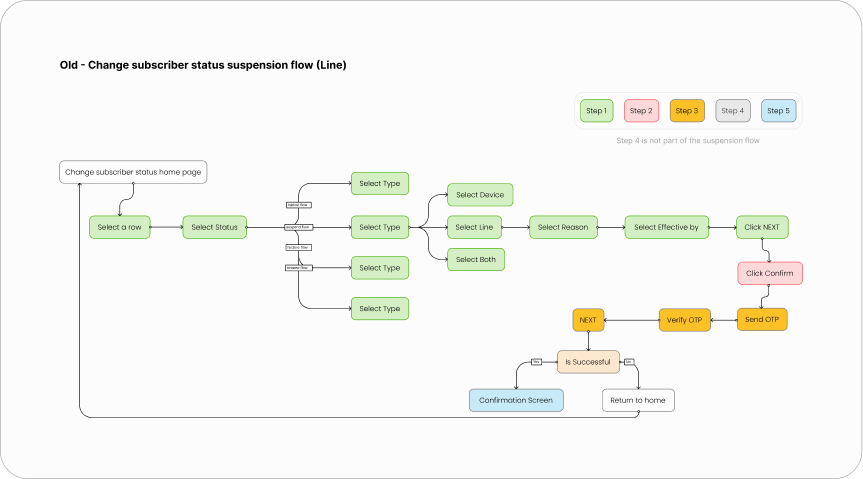 Old - Change subscriber status suspension flow (Line)
Step 1
Step 2
Step 3
Step 4
Step 5
Step 4 is not part of the suspension flow
Change subscriber status home page
Select Type
Select Device
Select a row
Select Status
suspend flow
Select Type
Select Line
Select Reason
Select Effective by
Click NEXT
Select Both
Select Type
Click Confirm
Select Type
NEXT
Verify OTP
Send OTP
Is Successful
Yes
No
Confirmation Screen
Return to home